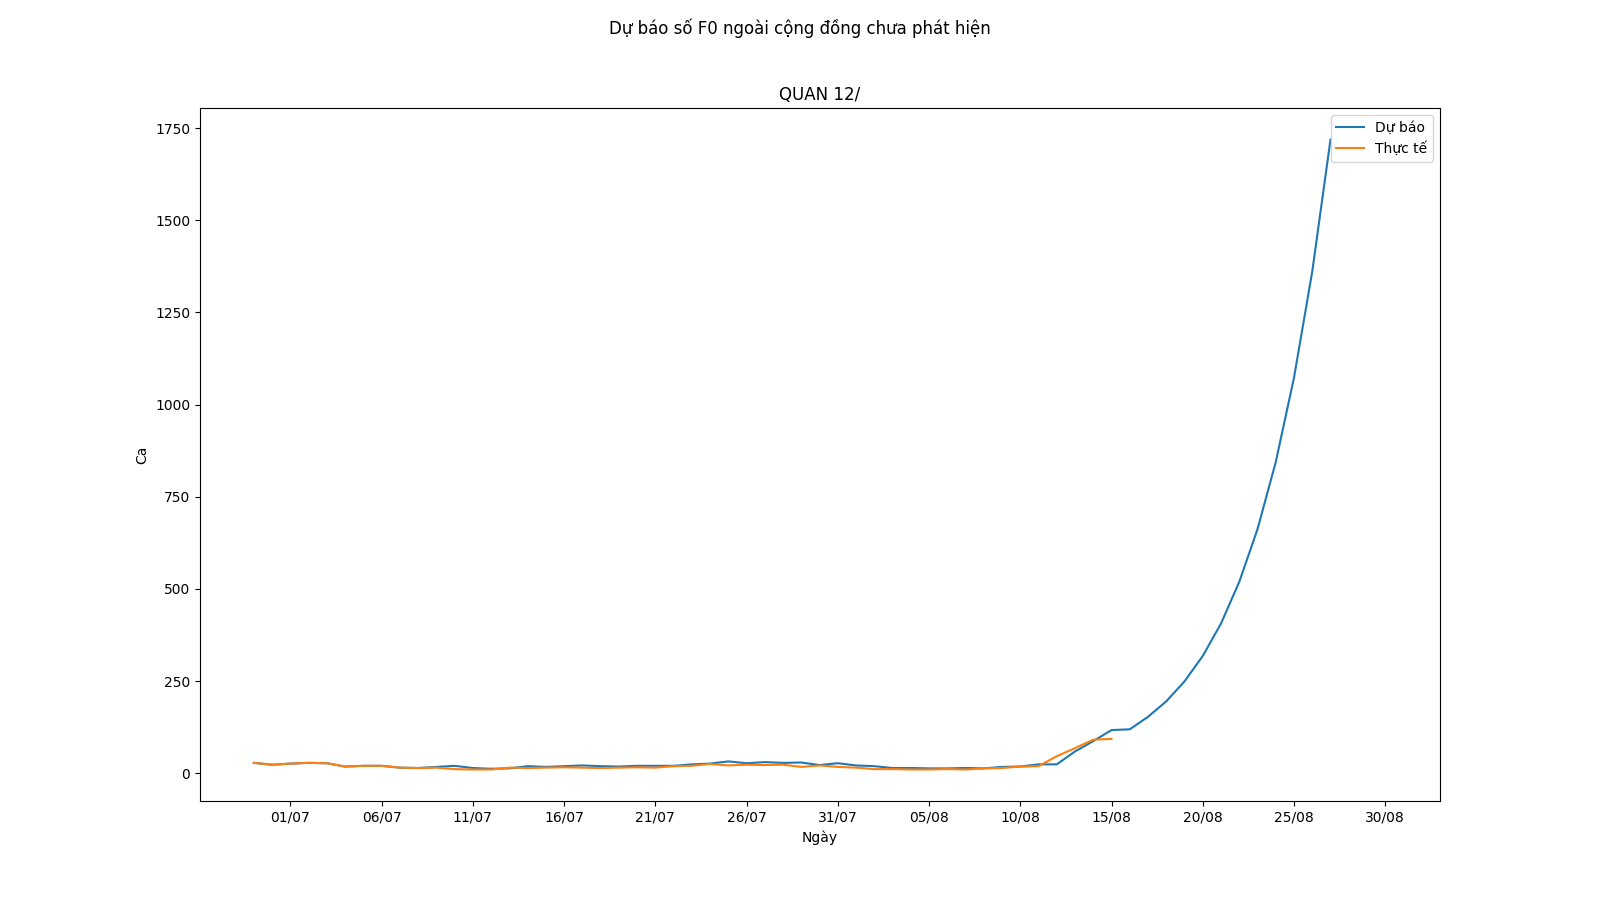 Dự báo số F0 ngoài cộng đồng chưa phát hiện
QUAN 12/
Dự báo
Thực tế
1750
1500
1250
1000
750
500
250
0
Ca
01/07 06/07 11/07 16/07 21/07 26/07 31/07 05/08 10/08 15/08 20/08 25/08 30/08
Ngày